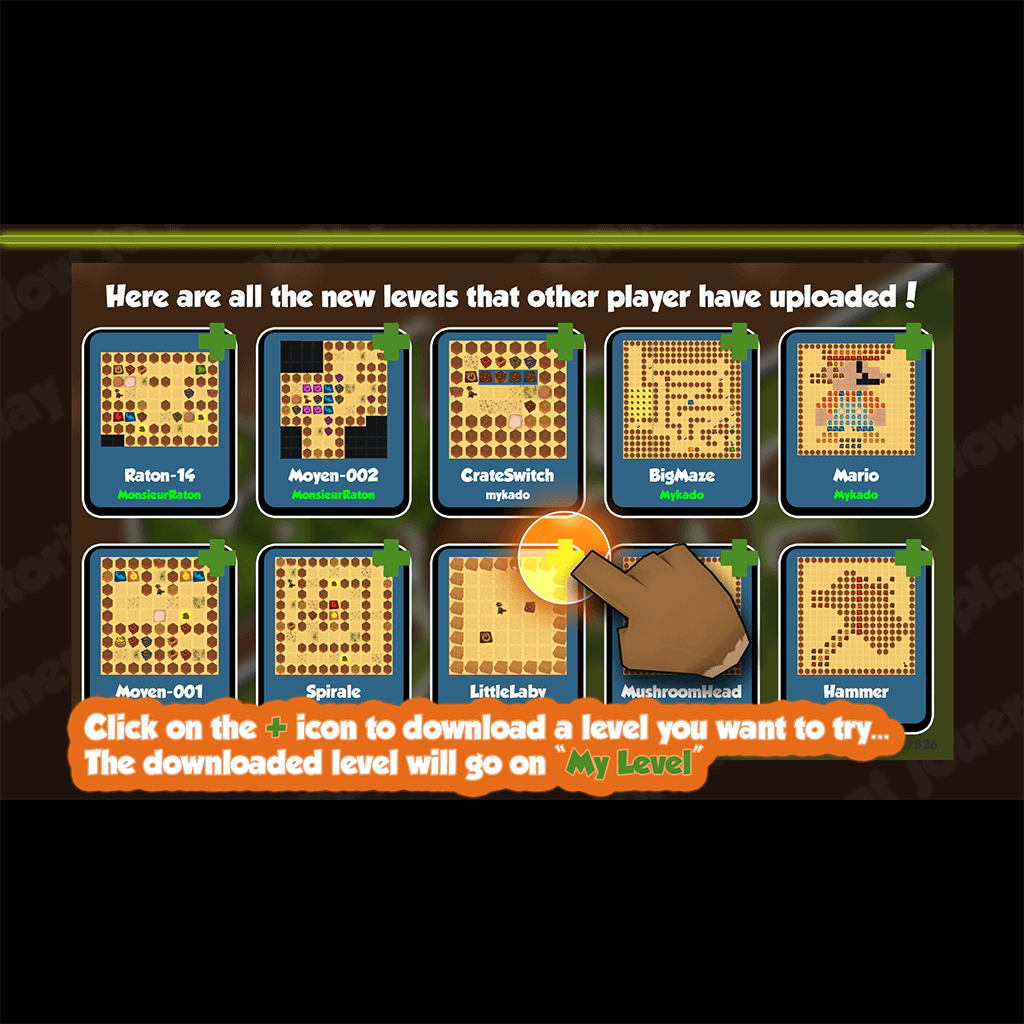 Here are all the new levels that other player have uploaded!
Raton-14
MonsieurRaton
Moyen-002
MonsieurRaton
CrateSwitch
mykado
BigMaze
Mykado
Mario
Mykado
Moyen-001
Spirale
LittleLaby
MushroomHead
Hammer
Click on the + icon to download a level you want to try...
The downloaded level will go on "My Level"